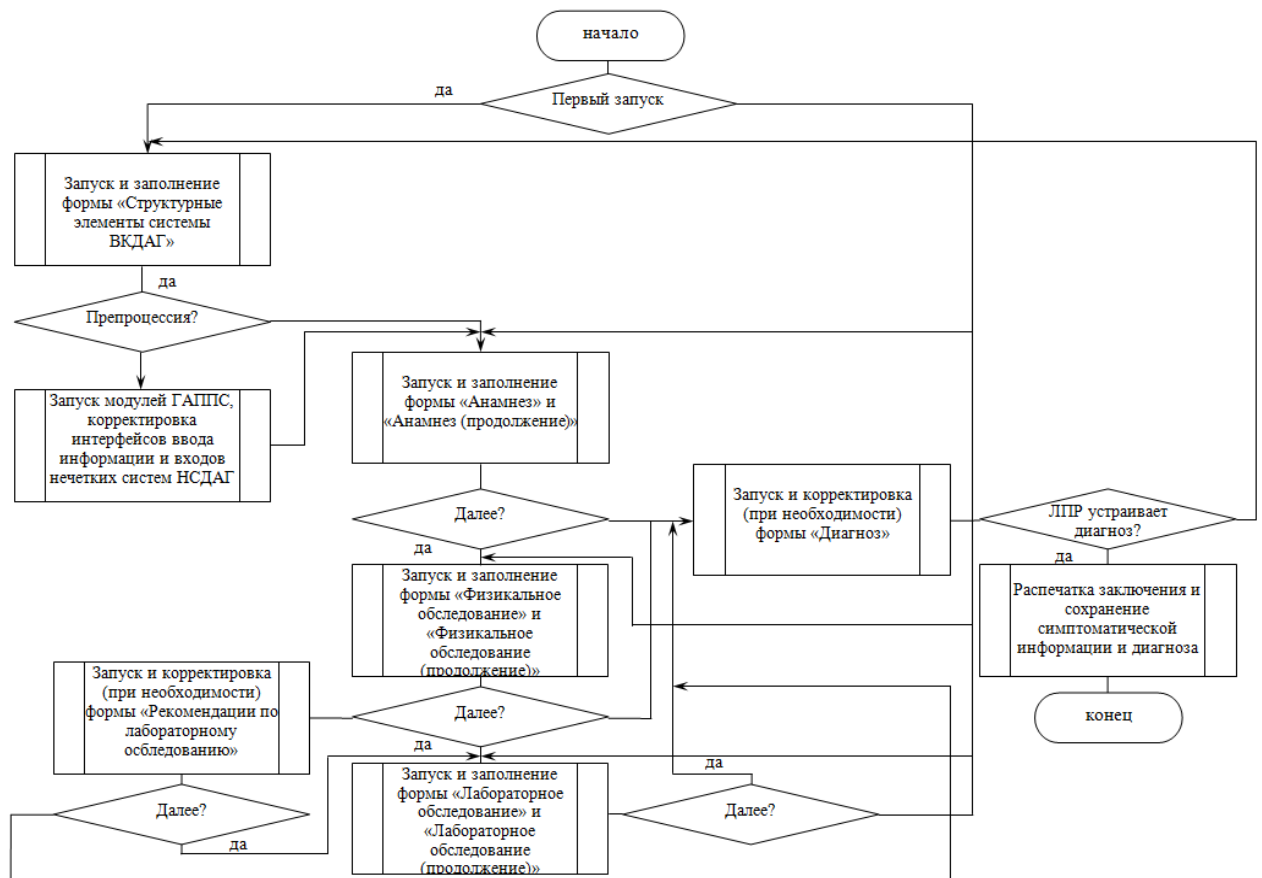 начало
Первый запуск
да
Запуск и заполнение
формы «Структурные
элементы системы
ВКДАГ»
да
Препроцессия?
Запуск модулей ГАППС,
корректировка
интерфейсов ввода
информации и входов
нечетких систем НСДАГ
Запуск и заполнение
формы «Анамнез» и
«Анамнез (продолжение)»
Далее?
да
Запуск и корректировка
(при необходимости)
формы «Диагноз»
ЛПР устраивает
диагноз?
да
Распечатка заключения и
сохранение
симптоматической
информации и диагноза
конец
Запуск и заполнение
формы «Физикальное
обследование» и
«Физикальное
обследование
(продолжение)»
Далее?
да
Запуск и корректировка
(при необходимости)
формы «Рекомендации по
лабораторному
осбледованию»
Далее?
да
Запуск и заполнение
формы «Лабораторное
обследование» и
«Лабораторное
обследование
(продолжение)»
Далее?
да